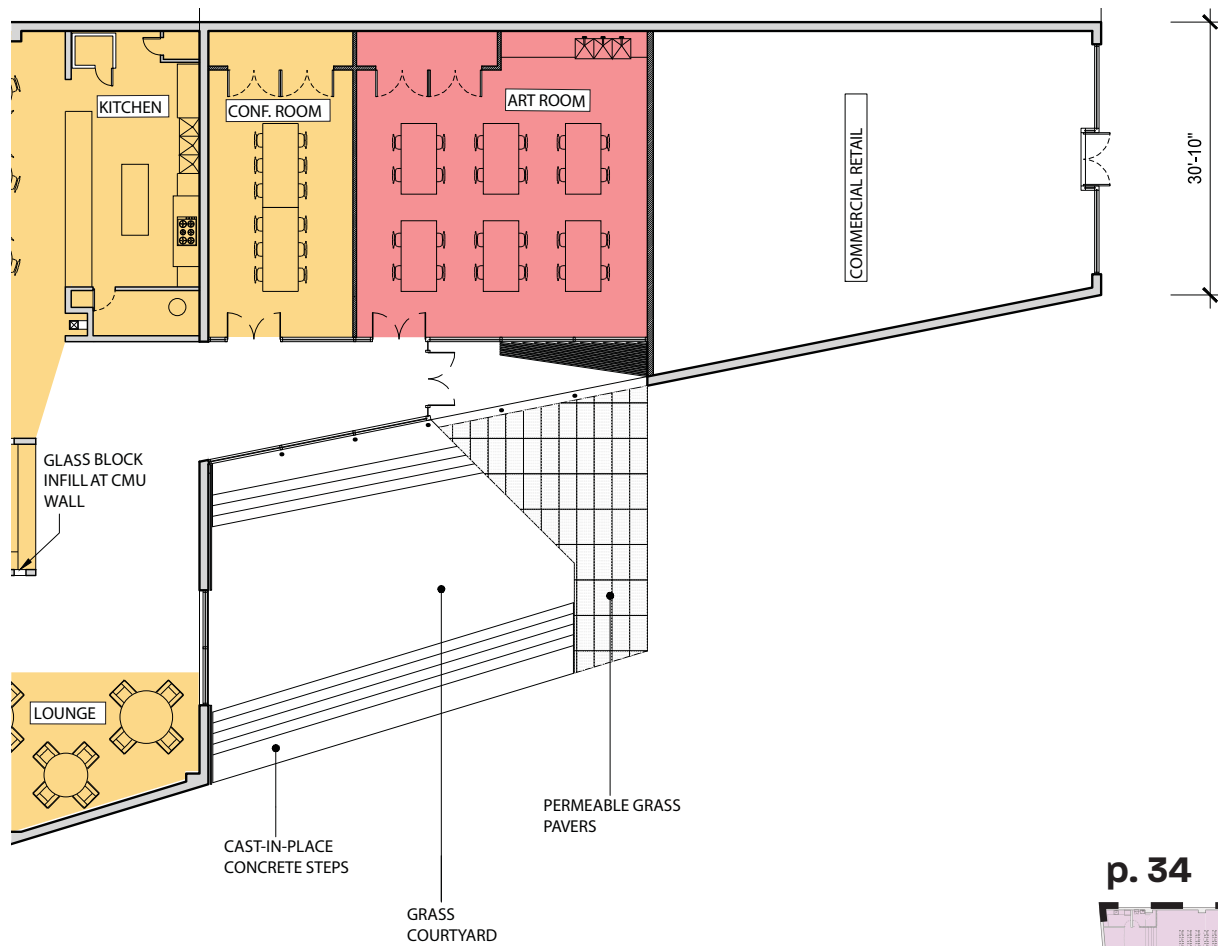 KITCHEN
CONF. ROOM
ART ROOM
COMMERCIAL RETAIL
30'-10"
GLASS BLOCK
INFILL AT CMU
WALL
LOUNGE
CAST-IN-PLACE
CONCRETE STEPS
GRASS
COURTYARD
PERMEABLE GRASS
PAVERS
p. 34